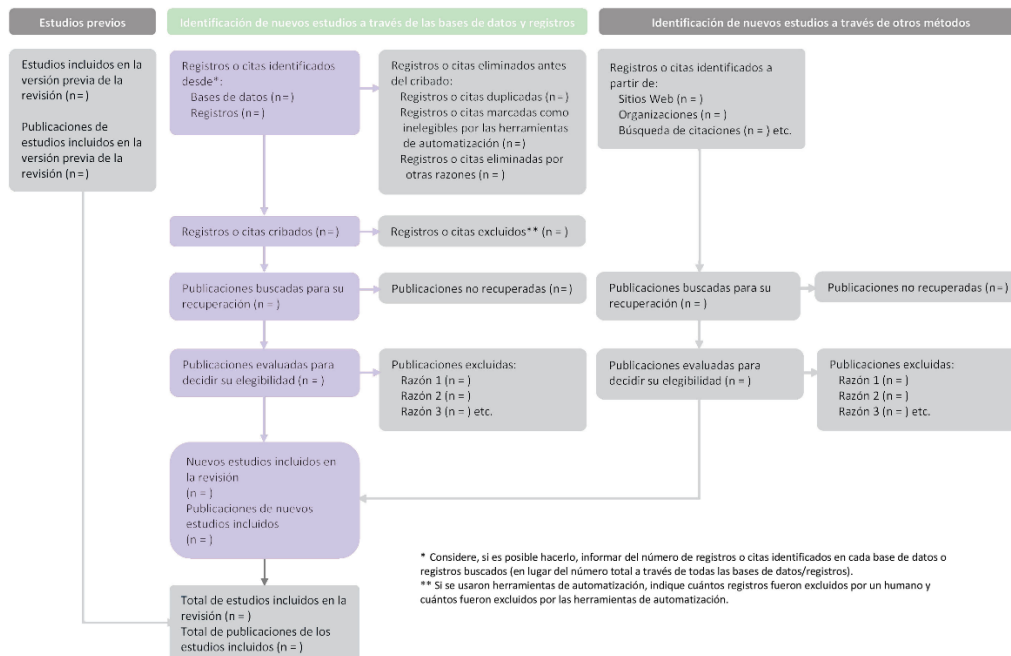 Estudios previos
Identificación de nuevos estudios a través de las bases de datos y registros
Identificación de nuevos estudios a través de otros métodos
Estudios incluidos en la
versión previa de la
revisión (n= )
Publicaciones de
estudios incluidos en la
versión previa de la
revisión (n= )
Registros o citas identificados
desde*:
Bases de datos (n= )
Registros (n= )
Registros o citas eliminados antes
del cribado:
Registros o citas duplicadas (n= )
Registros o citas marcadas como
inelegibles por las herramientas
de automatización (n= )
Registros o citas eliminadas por
otras razones (n = )
Registros o citas identificados a
partir de:
Sitios Web (n = )
Organizaciones (n = )
Búsqueda de citaciones (n = ) etc.
Registros o citas cribados (n= )
Registros o citas excluidos** (n = )
Publicaciones buscadas para su
recuperación (n = )
Publicaciones no recuperadas (n= )
Publicaciones buscadas para su
recuperación (n = )
Publicaciones no recuperadas (n= )
Publicaciones evaluadas para
decidir su elegibilidad (n = )
Publicaciones excluidas:
Razón 1 (n = )
Razón 2 (n = )
Razón 3 (n = ) etc.
Publicaciones evaluadas para
decidir su elegibilidad (n = )
Publicaciones excluidas:
Razón 1 (n = )
Razón 2 (n = )
Razón 3 (n = ) etc.
Nuevos estudios incluidos en
la revisión
(n = )
Publicaciones de nuevos
estudios incluidos
(n = )
Total de estudios incluidos en la
revisión (n = )
Total de publicaciones de los
estudios incluidos (n = )
* Considere, si es posible hacerlo, informar del número de registros o citas identificados en cada base de datos o
registros buscados (en lugar del número total a través de todas las bases de datos/registros).
** Si se usaron herramientas de automatización, indique cuántos registros fueron excluidos por un humano y
cuántos fueron excluidos por las herramientas de automatización.